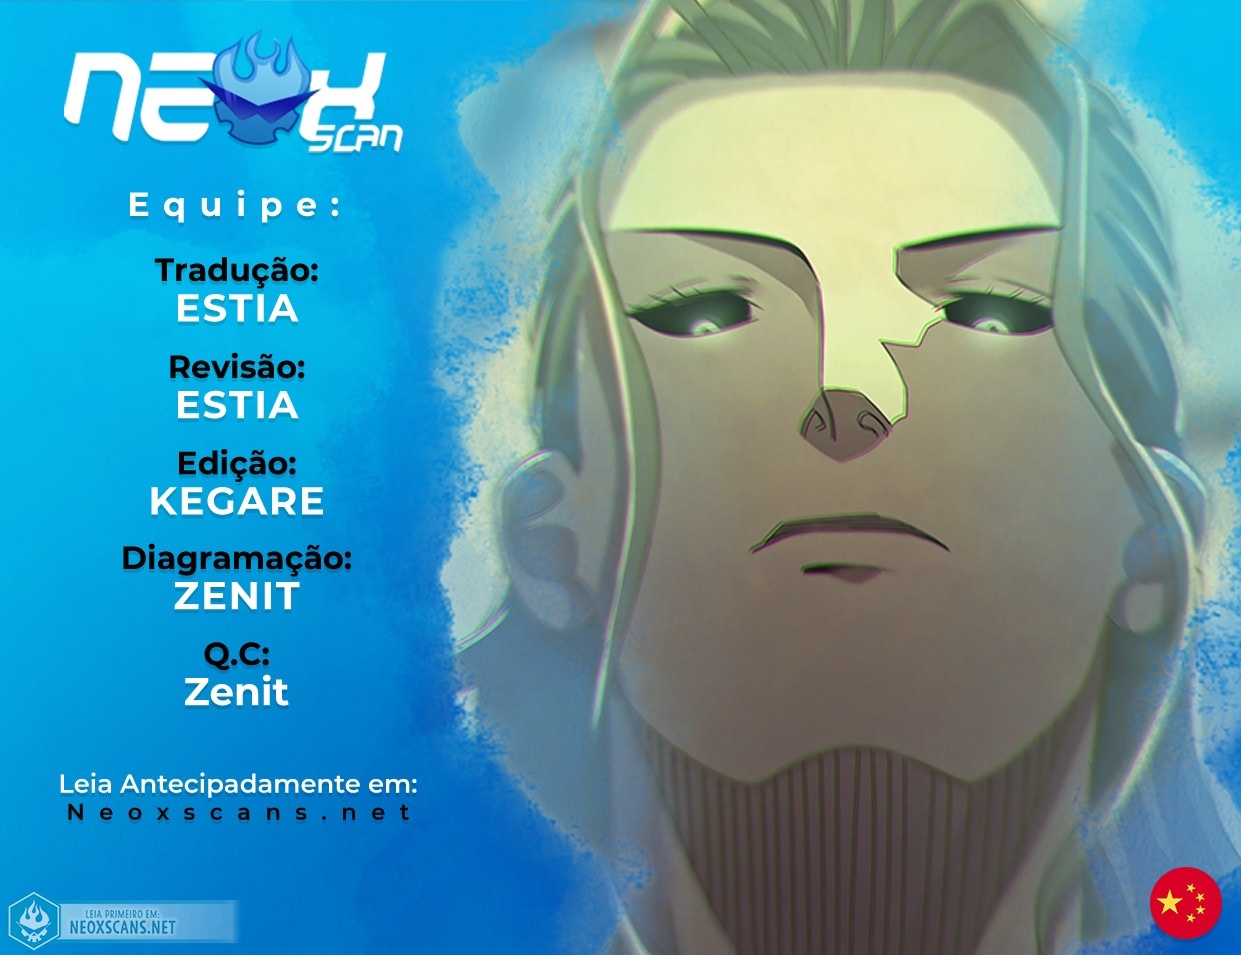 NEOX
SCAN
Equipe:
Tradução:
ESTIA
Revisão:
ESTIA
Edição:
KEGARE
Diagramação:
ZENIT
Q.C:
Zenit
Leia Antecipadamente em:
Neoxscans.net
LEIA PRIMEIRO EM:
NEOXSCANS.NET